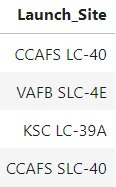 Launch_Site
CCAFS LC-40
VAFB SLC-4E
KSC LC-39A
CCAFS SLC-40